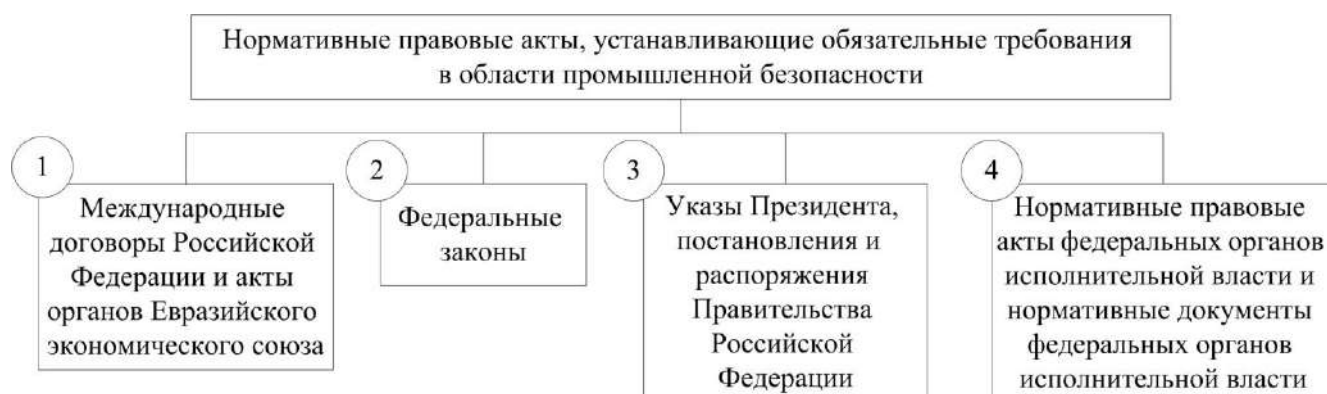 Нормативные правовые акты, устанавливающие обязательные требования
в области промышленной безопасности
1
Международные
договоры Российской
Федерации и акты
органов Евразийского
экономического союза
2
Федеральные
законы
3
Указы Президента,
постановления и
распоряжения
Правительства
Российской
Федерации
4
Нормативные правовые
акты федеральных органов
исполнительной власти и
нормативные документы
федеральных органов
исполнительной власти